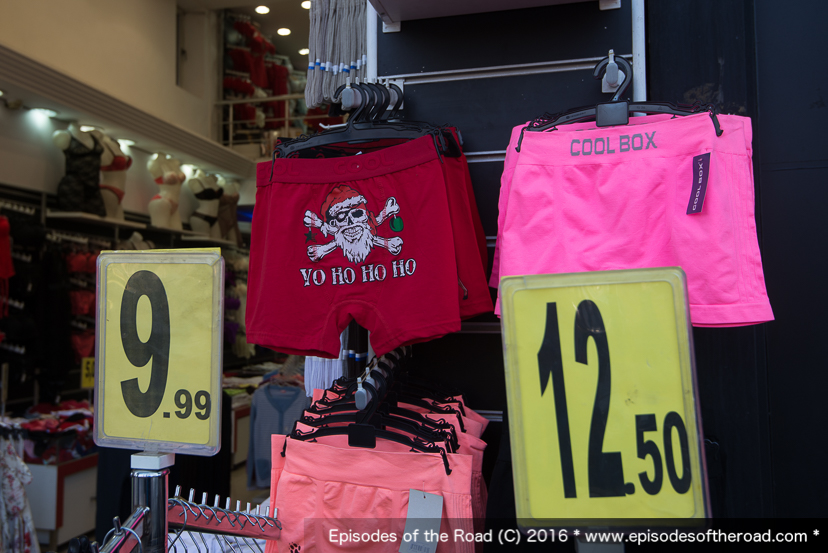 COOL BOX
COOL BOX
YO HO HO HO
9.99
12.50
Episodes of the Road (C) 2016 * www.episodesoftheroad.com *